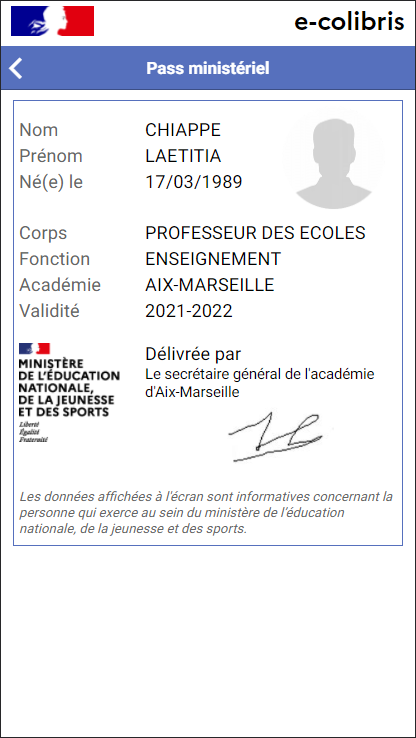 e-colibris
Pass ministériel
Nom CHIAPPE
Prénom LAETITIA
Né(e) le 17/03/1989
Corps PROFESSEUR DES ECOLES
Fonction ENSEIGNEMENT
Académie AIX-MARSEILLE
Validité 2021-2022
MINISTÈRE
DE L'ÉDUCATION
NATIONALE,
DE LA JEUNESSE
ET DES SPORTS
Liberté
Égalité
Fraternité
Délivrée par
Le secrétaire général de l'académie
d'Aix-Marseille
Les données affichées à l'écran sont informatives concernant la
personne qui exerce au sein du ministère de l'éducation
nationale, de la jeunesse et des sports.